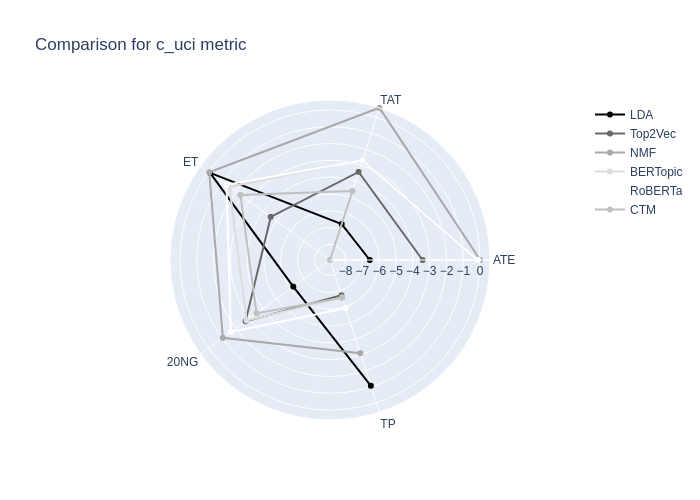 Comparison for c_uci metric
TAT
ET
ATE
20NG
TP
−8 −7 −6 −5 −4 −3 −2 −1 0
LDA
Top2Vec
NMF
BERTopic
RoBERTa
CTM